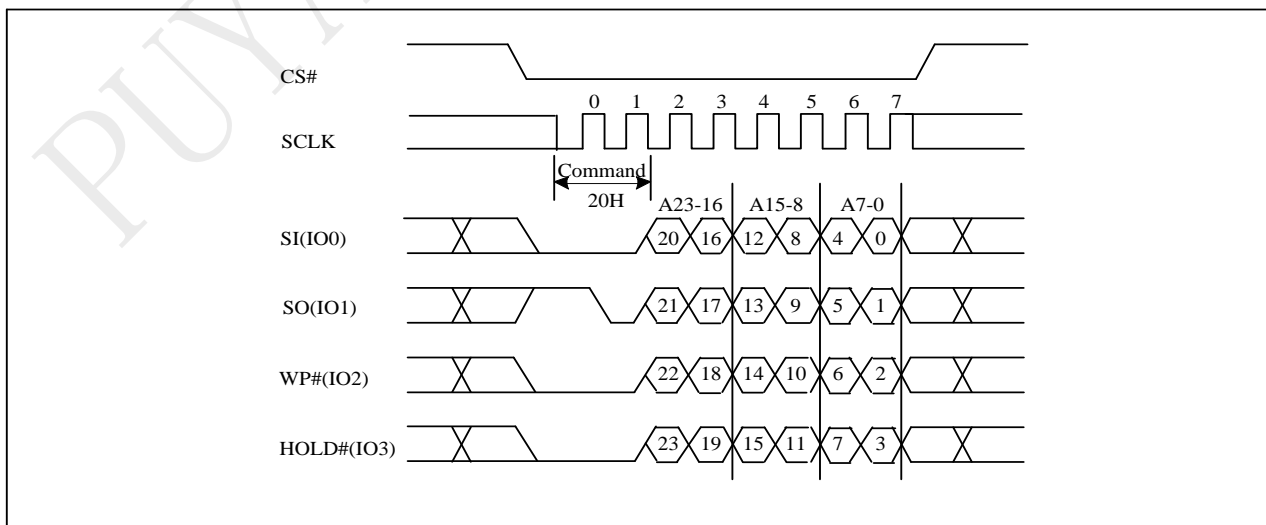 PUYA
CS#
0 1 2 3 4 5 6 7
SCLK
Command
20H
A23-16 A15-8 A7-0
SI(IO0) 20 16 12 8 4 0
SO(IO1) 21 17 13 9 5 1
WP#(IO2) 22 18 14 10 6 2
HOLD#(IO3) 23 19 15 11 7 3